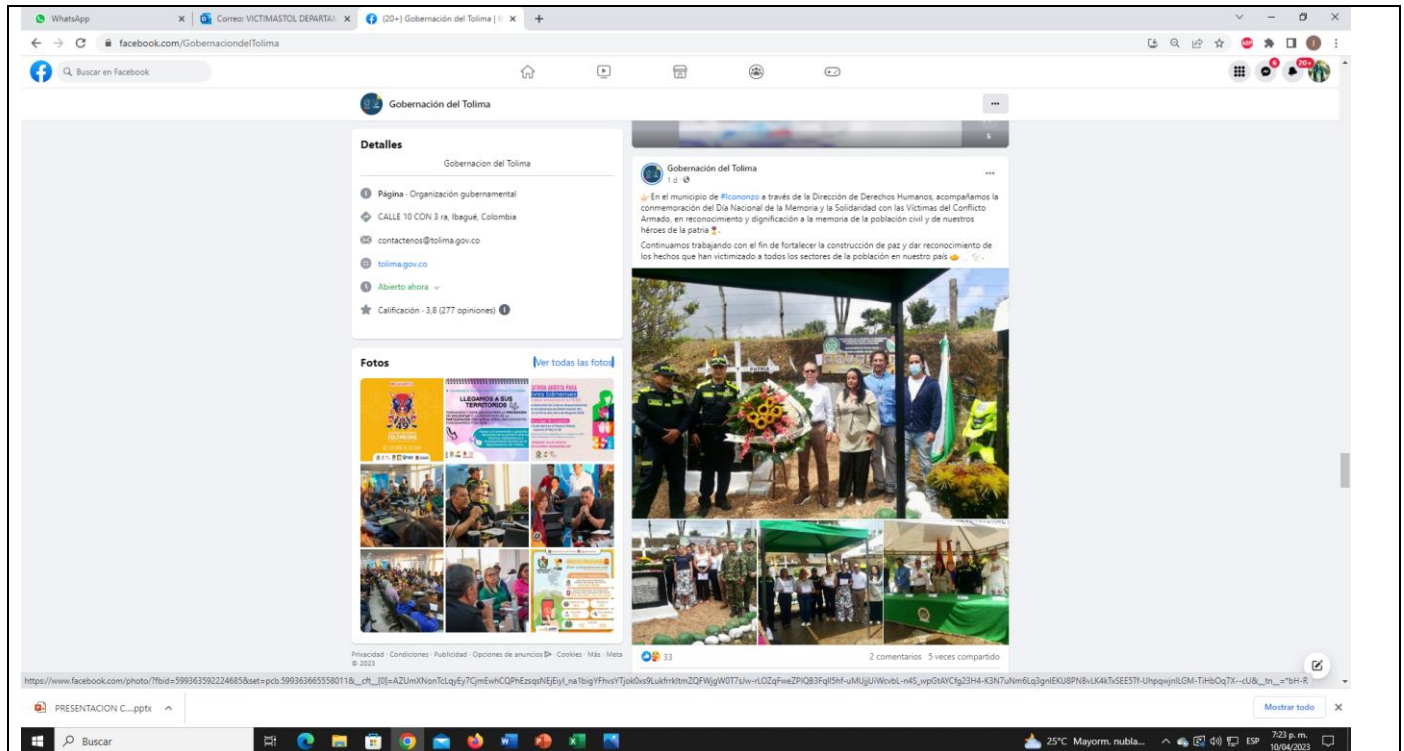 WhatsApp
Correo: VICTIMASTOL DEPARTA
(20+) Gobernación del Tolima |
facebook.com/GobernaciondelTolima
Buscar en Facebook
6
20+
Gobernación del Tolima
Detalles
Gobernacion del Tolima
Página · Organización gubernamental
CALLE 10 CON 3 ra, Ibagué, Colombia
contactenos@tolima.gov.co
tolima.gov.co
Abierto ahora
Calificación · 3,8 (277 opiniones)
Fotos
Ver todas las fotos
LLEGAMOS A SUS
TERRITORIOS
Privacidad · Condiciones · Publicidad · Opciones de anuncios · Cookies · Más · Meta
© 2023
s
Gobernación del Tolima
1 d
En el municipio de #Icononzo a través de la Dirección de Derechos Humanos, acompañamos la
conmemoración del Día Nacional de la Memoria y la Solidaridad con las Víctimas del Conflicto
Armado, en reconocimiento y dignificación a la memoria de la población civil y de nuestros
héroes de la patria.
Continuamos trabajando con el fin de fortalecer la construcción de paz y dar reconocimiento de
los hechos que han victimizado a todos los sectores de la población en nuestro país
PATRIA
33
2 comentarios 5 veces compartido
PRESENTACION C....pptx
Mostrar todo
Buscar
25°C Mayorm. nubla...
ESP
7:23 p. m.
10/04/2023